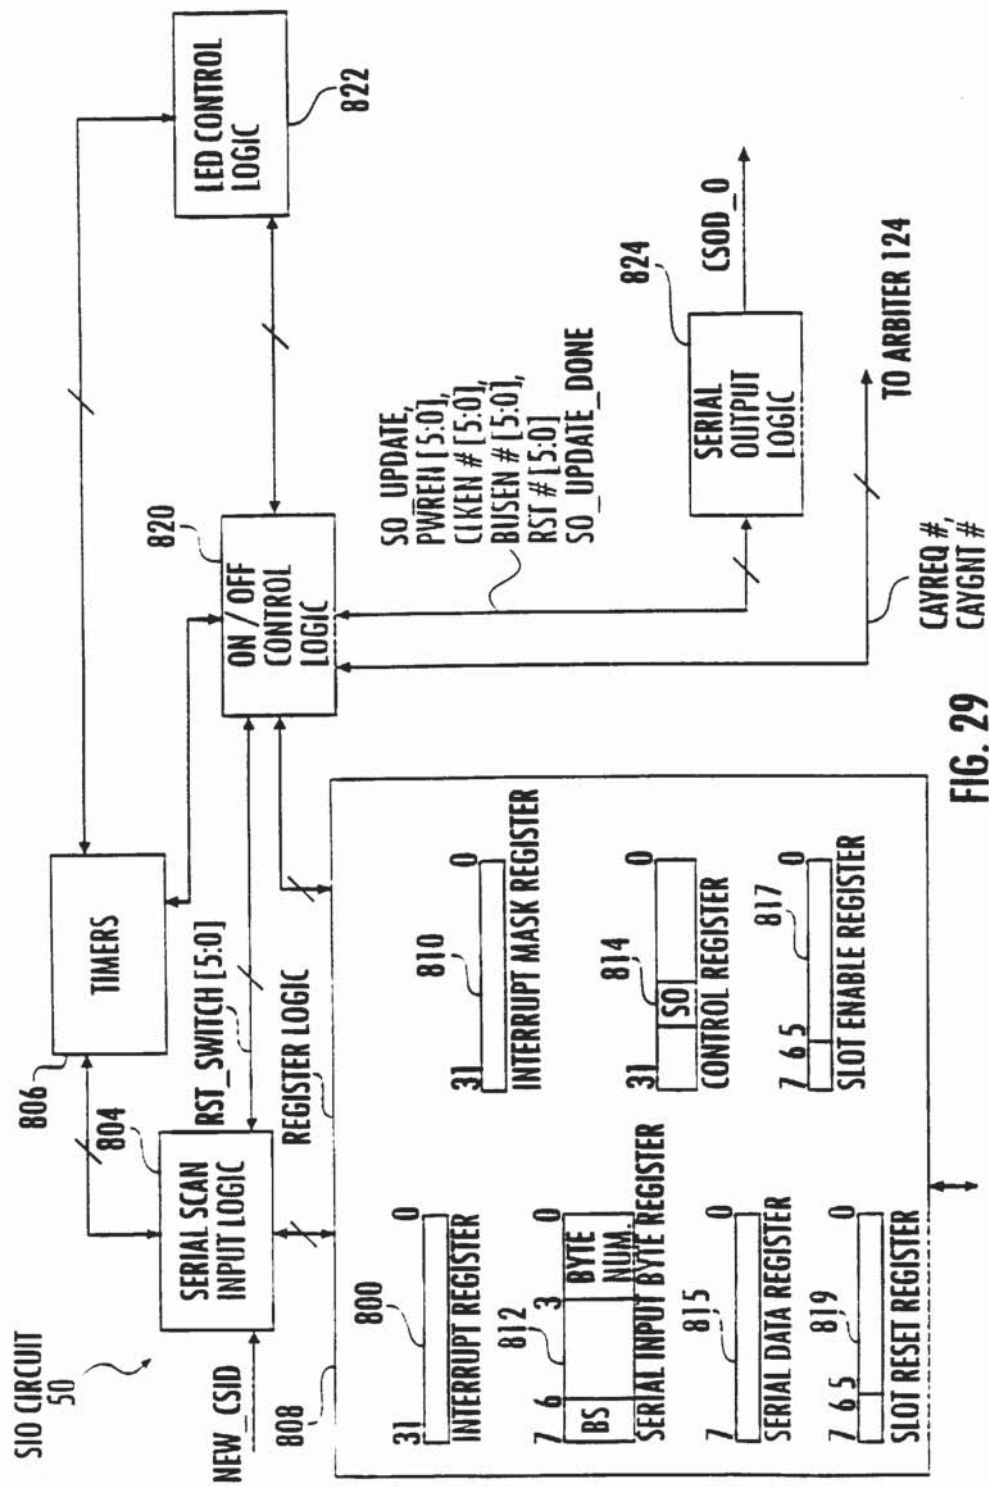 SIO CIRCUIT
50
NEW_CSID
804
SERIAL SCAN
INPUT LOGIC
806
TIMERS
RST_SWITCH [5:0]
820
ON / OFF
CONTROL
LOGIC
LED CONTROL
LOGIC
822
SO_UPDATE,
PWREN [5:0],
CLKEN # [5:0],
BUSEN # [5:0],
RST # [5:0]
SO_UPDATE_DONE
824
SERIAL
OUTPUT
LOGIC
CSOD_O
TO ARBITER 124
CAYREQ #,
CAYGNT #
808
REGISTER LOGIC
800
31 0
INTERRUPT REGISTER
810
31 0
INTERRUPT MASK REGISTER
812
7 6 3 0
BS BYTE
NUM.
SERIAL INPUT BYTE REGISTER
814
31 0
SO
CONTROL REGISTER
815
7 0
SERIAL DATA REGISTER
817
7 6 5 0
SLOT ENABLE REGISTER
819
7 6 5 0
SLOT RESET REGISTER
FIG. 29